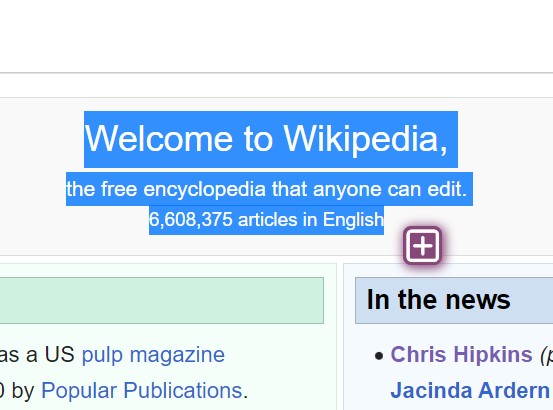 Welcome to Wikipedia,
the free encyclopedia that anyone can edit.
6,608,375 articles in English
In the news
as a US pulp magazine
0 by Popular Publications.
• Chris Hipkins (p
Jacinda Ardern